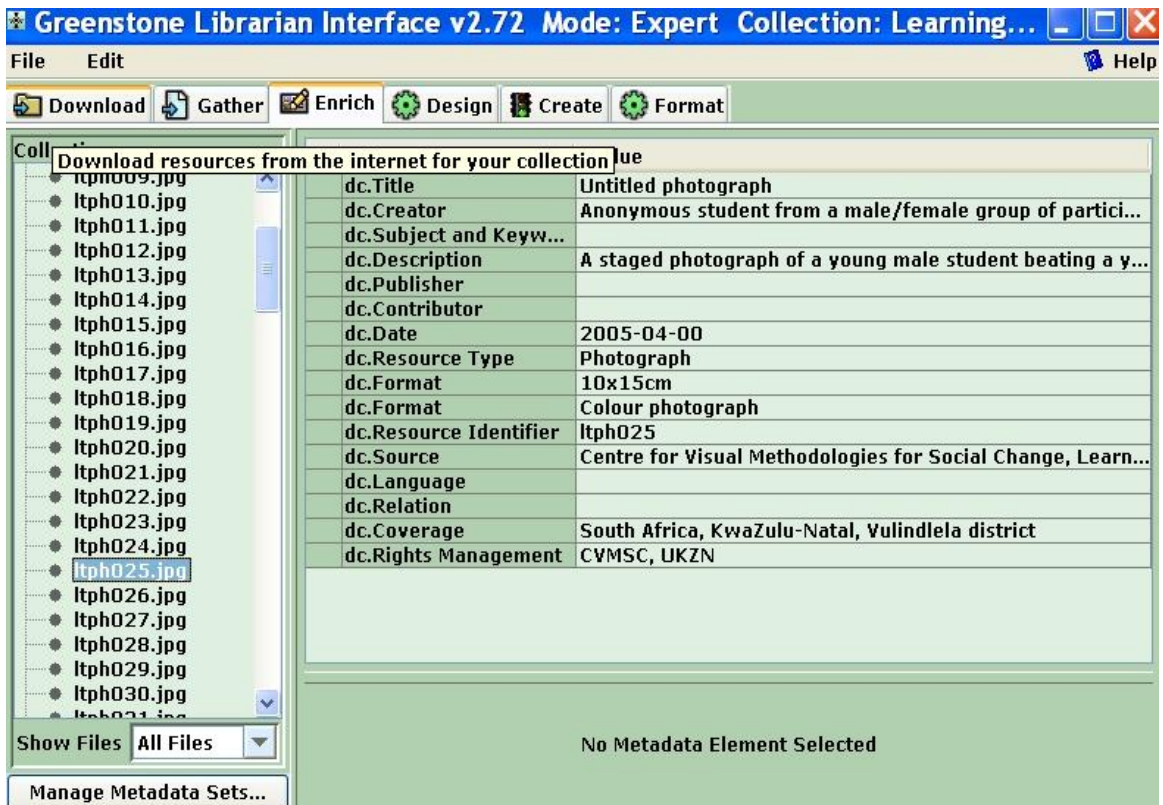 Greenstone Librarian Interface v2.72 Mode: Expert Collection: Learning...
File Edit Help
Download Gather Enrich Design Create Format
Download resources from the internet for your collection
ltph009.jpg
ltph010.jpg
ltph011.jpg
ltph012.jpg
ltph013.jpg
ltph014.jpg
ltph015.jpg
ltph016.jpg
ltph017.jpg
ltph018.jpg
ltph019.jpg
ltph020.jpg
ltph021.jpg
ltph022.jpg
ltph023.jpg
ltph024.jpg
ltph025.jpg
ltph026.jpg
ltph027.jpg
ltph028.jpg
ltph029.jpg
ltph030.jpg
Show Files All Files
Manage Metadata Sets...
dc.Title Untitled photograph
dc.Creator Anonymous student from a male/female group of partici...
dc.Subject and Keyw...
dc.Description A staged photograph of a young male student beating a y...
dc.Publisher
dc.Contributor
dc.Date 2005-04-00
dc.Resource Type Photograph
dc.Format 10x15cm
dc.Format Colour photograph
dc.Resource Identifier ltph025
dc.Source Centre for Visual Methodologies for Social Change, Learn...
dc.Language
dc.Relation
dc.Coverage South Africa, KwaZulu-Natal, Vulindlela district
dc.Rights Management CVMSC, UKZN
No Metadata Element Selected